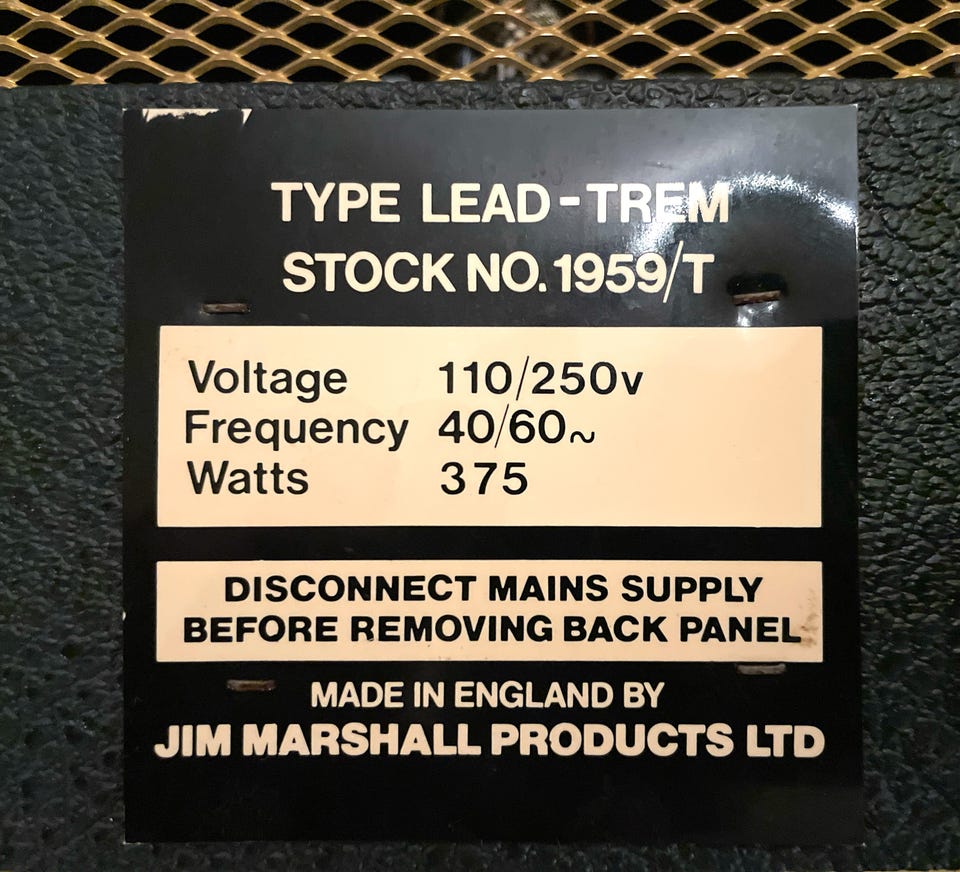 TYPE LEAD-TREM
STOCK NO. 1959/T
Voltage 110/250v
Frequency 40/60~
Watts 375
DISCONNECT MAINS SUPPLY
BEFORE REMOVING BACK PANEL
MADE IN ENGLAND BY
JIM MARSHALL PRODUCTS LTD